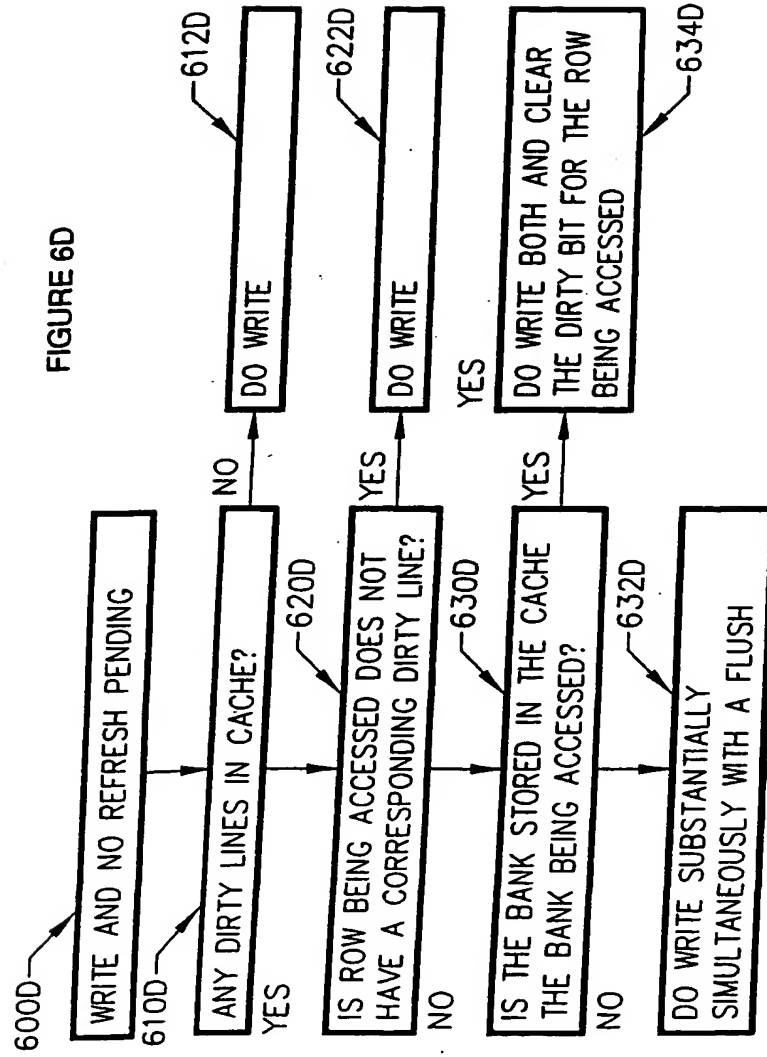 FIGURE 6D
600D
WRITE AND NO REFRESH PENDING
610D
ANY DIRTY LINES IN CACHE?
NO
DO WRITE
612D
YES
620D
IS ROW BEING ACCESSED DOES NOT
HAVE A CORRESPONDING DIRTY LINE?
YES
DO WRITE
622D
NO
630D
IS THE BANK STORED IN THE CACHE
THE BANK BEING ACCESSED?
YES
YES
DO WRITE BOTH AND CLEAR
THE DIRTY BIT FOR THE ROW
BEING ACCESSED
634D
NO
632D
DO WRITE SUBSTANTIALLY
SIMULTANEOUSLY WITH A FLUSH